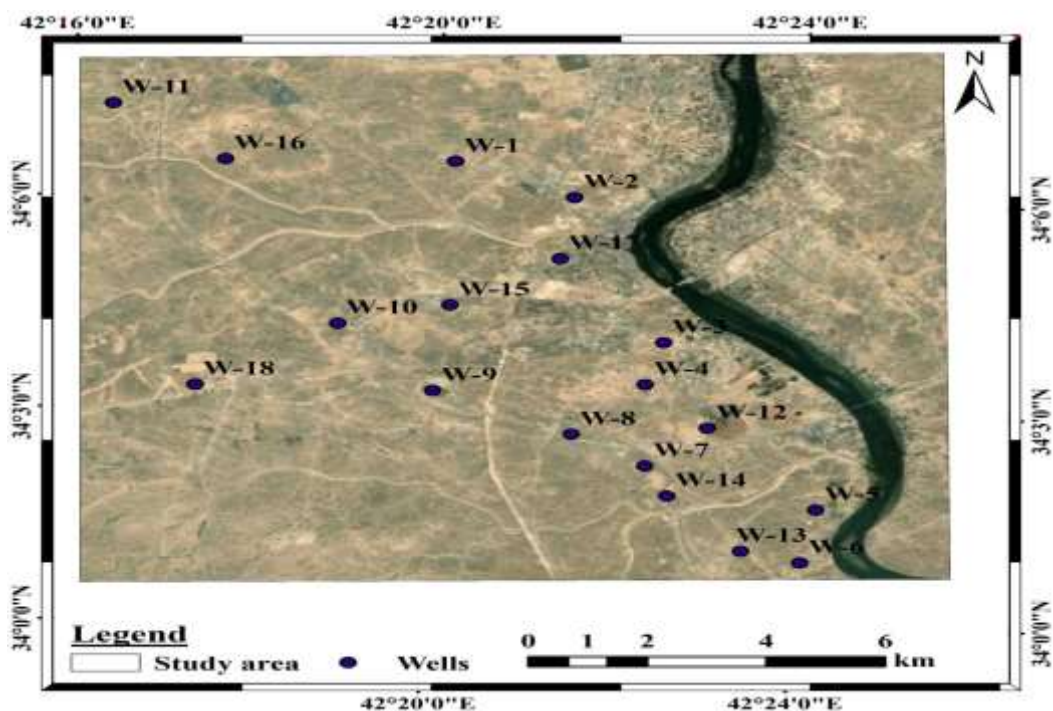 42°16'0"E 42°20'0"E 42°24'0"E
N
W-11
W-16
W-1
W-2
34°6'0"N 34°6'0"N
W-15
W-10
W-3
W-18
W-9
W-4
34°3'0"N 34°3'0"N
W-8
W-12
W-7
W-14
W-5
W-13
W-6
34°0'0"N 34°0'0"N
Legend
0 1 2 4 6
Study area Wells km
42°20'0"E 42°24'0"E